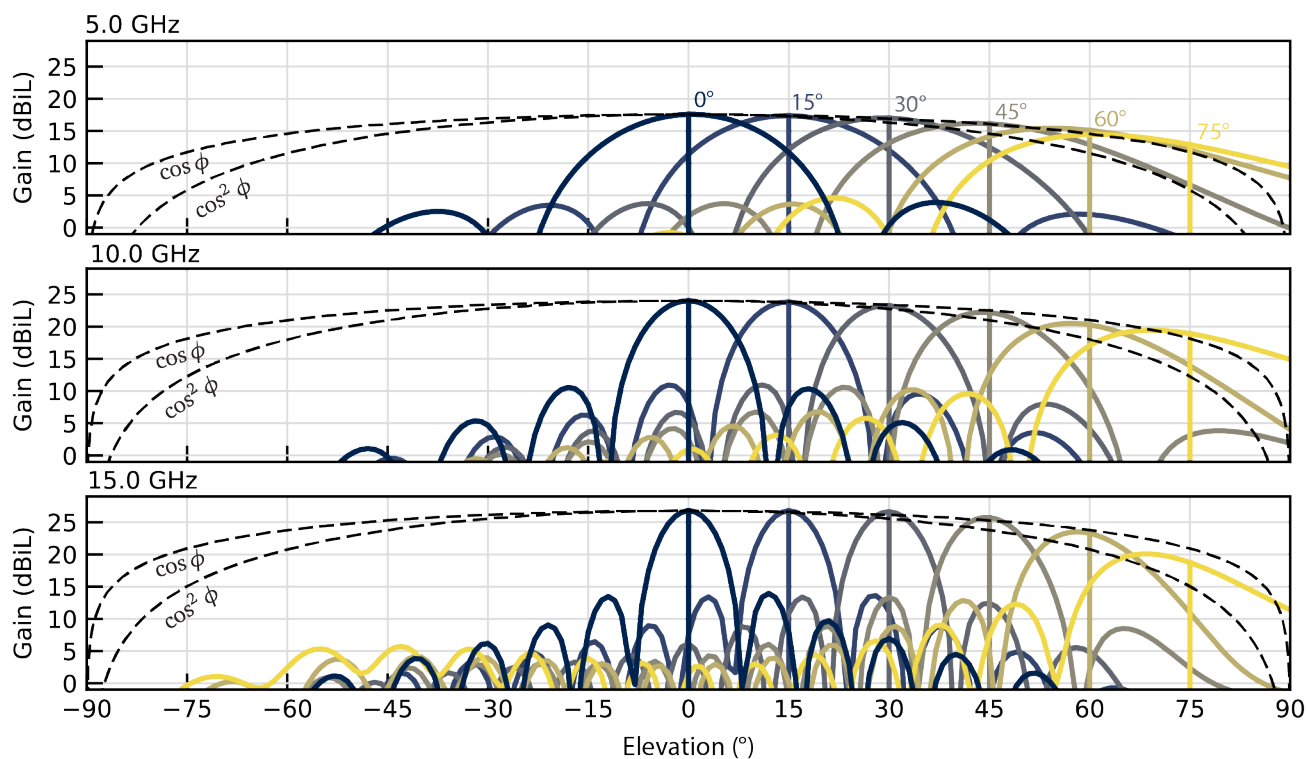 5.0 GHz
Gain (dBiL)
25
20
15
10
5
0
cos ϕ
cos² ϕ
0°
15°
30°
45°
60°
75°
10.0 GHz
Gain (dBiL)
25
20
15
10
5
0
cos ϕ
cos² ϕ
15.0 GHz
Gain (dBiL)
25
20
15
10
5
0
cos ϕ
cos² ϕ
−90 −75 −60 −45 −30 −15 0 15 30 45 60 75 90
Elevation (°)